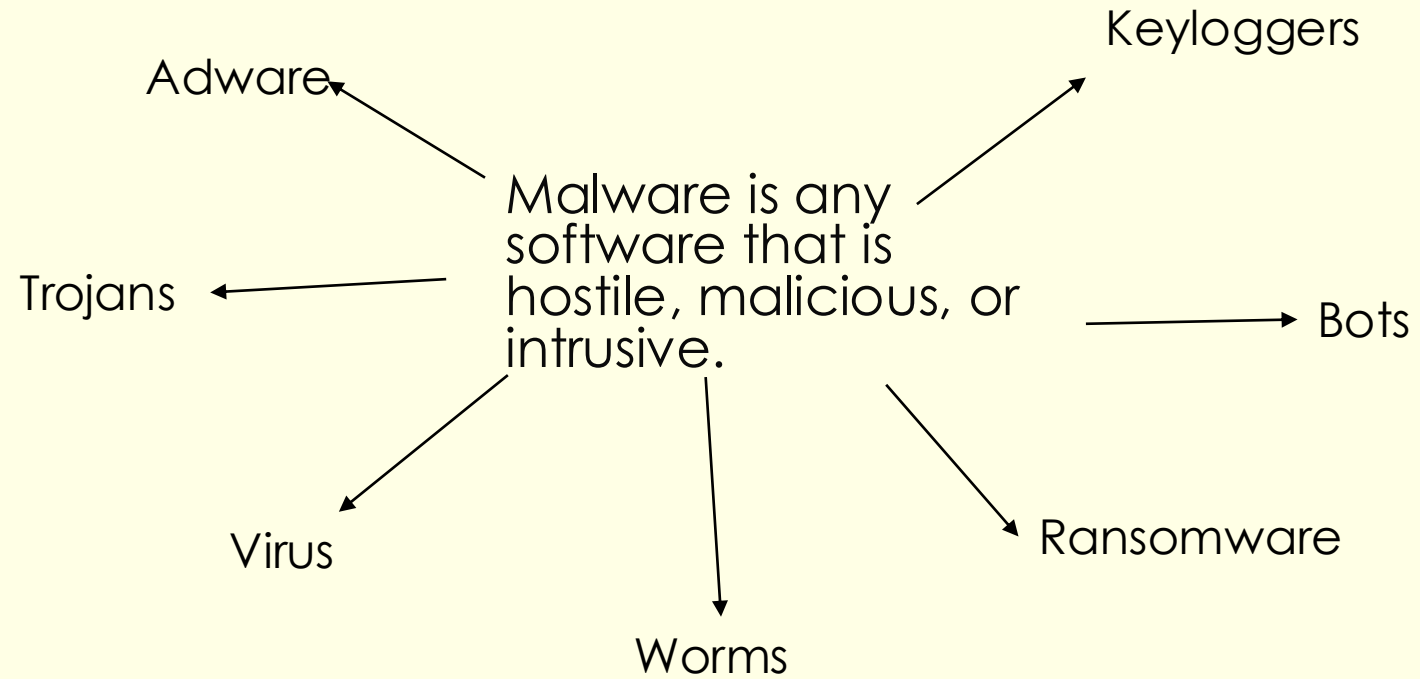 Keyloggers
Adware
Malware is any
software that is
hostile, malicious, or
intrusive.
Trojans
Bots
Virus
Ransomware
Worms